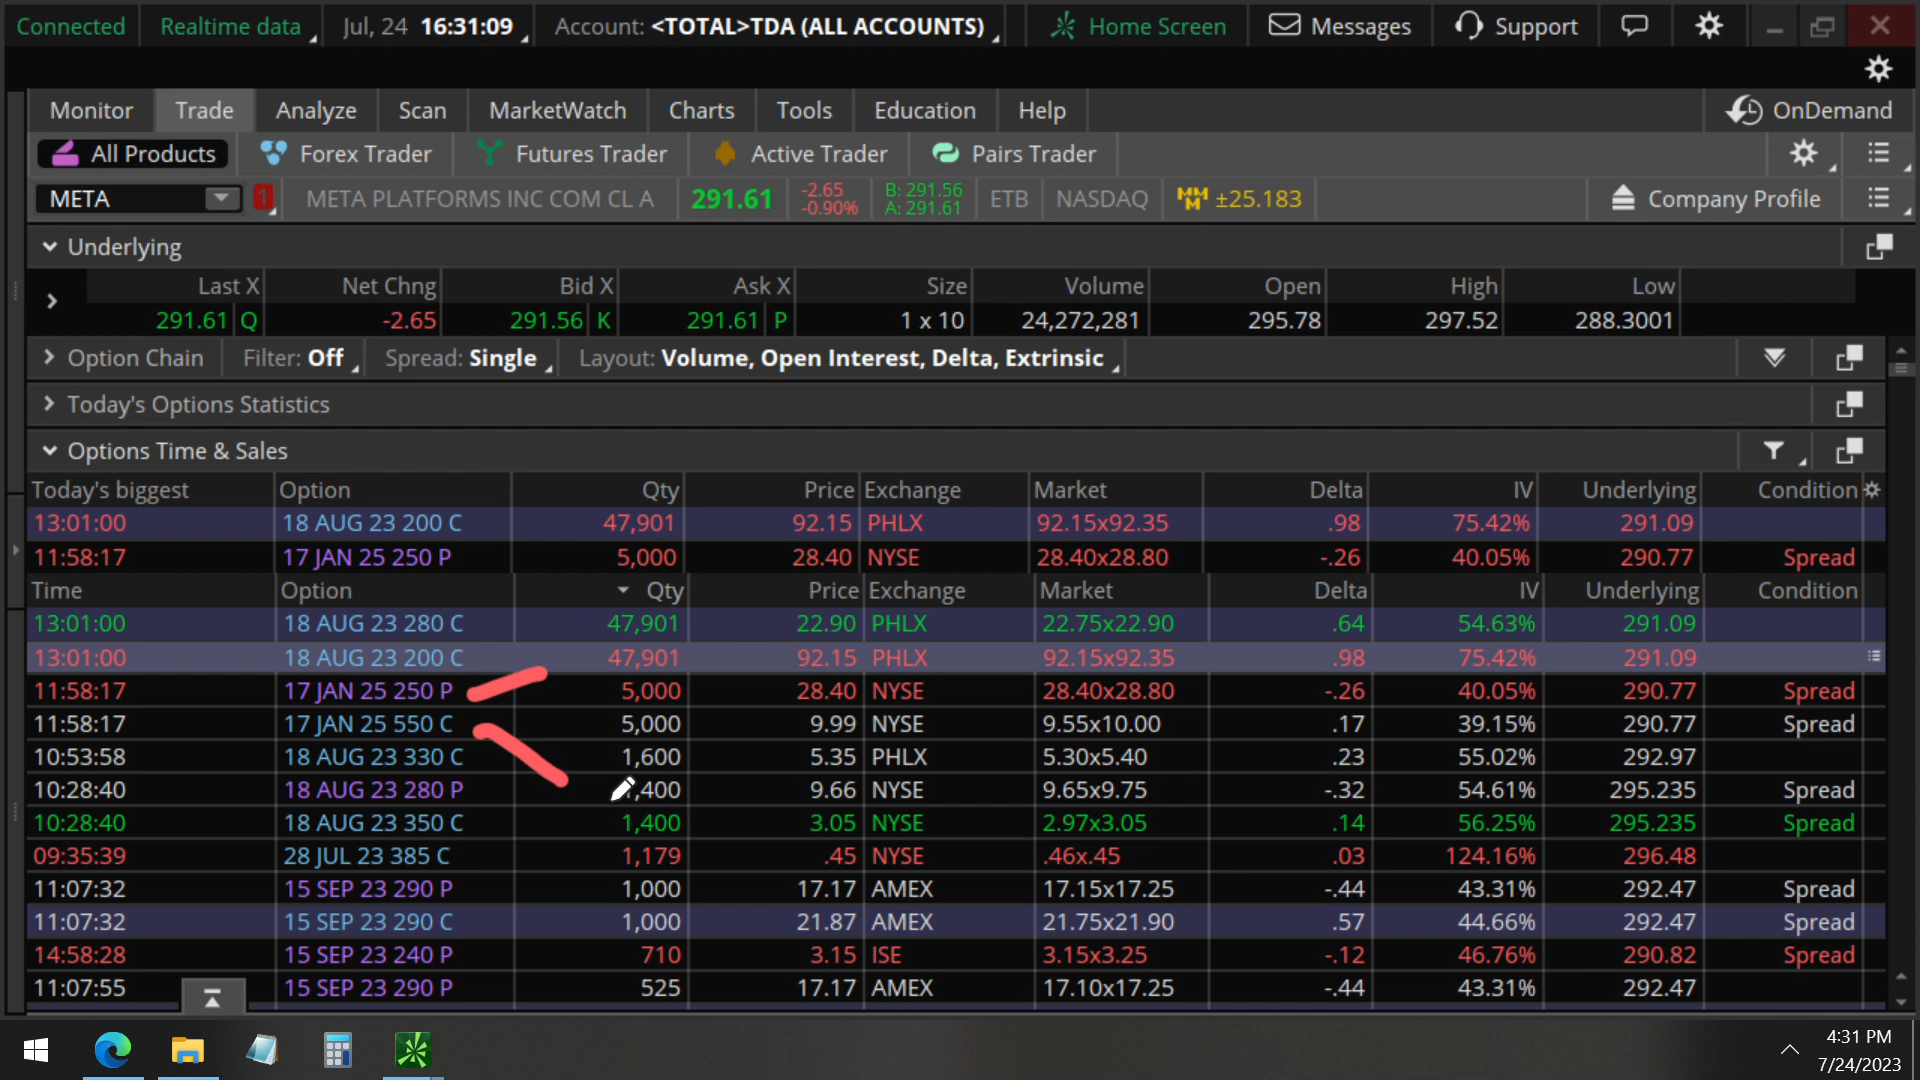 Connected Realtime data Jul, 24 16:31:09 Account: <TOTAL>TDA (ALL ACCOUNTS) Home Screen Messages Support
Monitor Trade Analyze Scan MarketWatch Charts Tools Education Help OnDemand
All Products Forex Trader Futures Trader Active Trader Pairs Trader
META 1 META PLATFORMS INC COM CL A 291.61 -2.65 -0.90% B: 291.56 A: 291.61 ETB NASDAQ ±25.183 Company Profile
Underlying
Last X Net Chng Bid X Ask X Size Volume Open High Low
291.61 Q -2.65 291.56 K 291.61 P 1 x 10 24,272,281 295.78 297.52 288.3001
Option Chain Filter: Off Spread: Single Layout: Volume, Open Interest, Delta, Extrinsic
Today's Options Statistics
Options Time & Sales
Today's biggest Option Qty Price Exchange Market Delta IV Underlying Condition
13:01:00 18 AUG 23 200 C 47,901 92.15 PHLX 92.15x92.35 .98 75.42% 291.09
11:58:17 17 JAN 25 250 P 5,000 28.40 NYSE 28.40x28.80 -.26 40.05% 290.77 Spread
Time Option Qty Price Exchange Market Delta IV Underlying Condition
13:01:00 18 AUG 23 280 C 47,901 22.90 PHLX 22.75x22.90 .64 54.63% 291.09
13:01:00 18 AUG 23 200 C 47,901 92.15 PHLX 92.15x92.35 .98 75.42% 291.09
11:58:17 17 JAN 25 250 P 5,000 28.40 NYSE 28.40x28.80 -.26 40.05% 290.77 Spread
11:58:17 17 JAN 25 550 C 5,000 9.99 NYSE 9.55x10.00 .17 39.15% 290.77 Spread
10:53:58 18 AUG 23 330 C 1,600 5.35 PHLX 5.30x5.40 .23 55.02% 292.97
10:28:40 18 AUG 23 280 P ,400 9.66 NYSE 9.65x9.75 -.32 54.61% 295.235 Spread
10:28:40 18 AUG 23 350 C 1,400 3.05 NYSE 2.97x3.05 .14 56.25% 295.235 Spread
09:35:39 28 JUL 23 385 C 1,179 .45 NYSE .46x.45 .03 124.16% 296.48
11:07:32 15 SEP 23 290 P 1,000 17.17 AMEX 17.15x17.25 -.44 43.31% 292.47 Spread
11:07:32 15 SEP 23 290 C 1,000 21.87 AMEX 21.75x21.90 .57 44.66% 292.47 Spread
14:58:28 15 SEP 23 240 P 710 3.15 ISE 3.15x3.25 -.12 46.76% 290.82 Spread
11:07:55 15 SEP 23 290 P 525 17.17 AMEX 17.10x17.25 -.44 43.31% 292.47
4:31 PM
7/24/2023